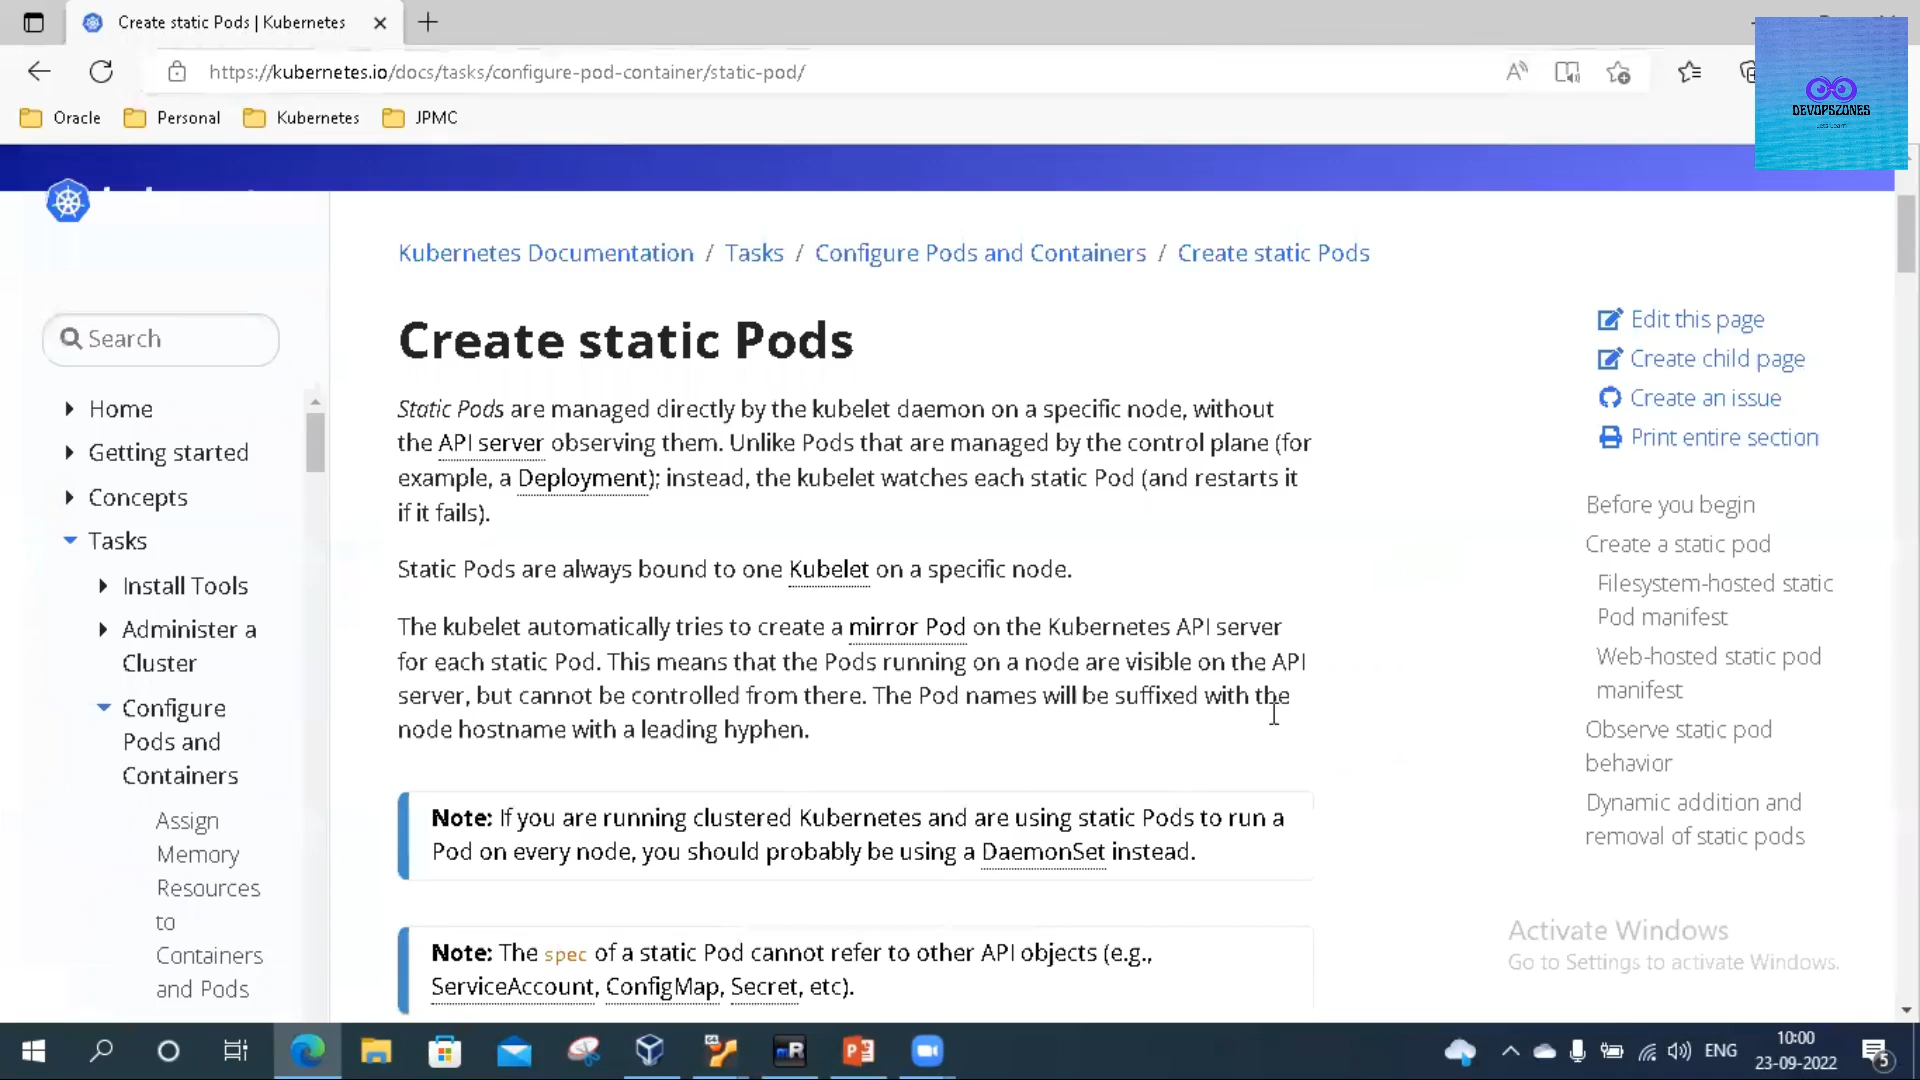 Create static Pods | Kubernetes
https://kubernetes.io/docs/tasks/configure-pod-container/static-pod/
Oracle
Personal
Kubernetes
JPMC
DEVOPSZONES
Kubernetes Documentation / Tasks / Configure Pods and Containers / Create static Pods
Search
Home
Getting started
Concepts
Tasks
Install Tools
Administer a
Cluster
Configure
Pods and
Containers
Assign
Memory
Resources
to
Containers
and Pods
Create static Pods
Static Pods are managed directly by the kubelet daemon on a specific node, without
the API server observing them. Unlike Pods that are managed by the control plane (for
example, a Deployment); instead, the kubelet watches each static Pod (and restarts it
if it fails).
Static Pods are always bound to one Kubelet on a specific node.
The kubelet automatically tries to create a mirror Pod on the Kubernetes API server
for each static Pod. This means that the Pods running on a node are visible on the API
server, but cannot be controlled from there. The Pod names will be suffixed with the
node hostname with a leading hyphen.
Note: If you are running clustered Kubernetes and are using static Pods to run a
Pod on every node, you should probably be using a DaemonSet instead.
Note: The spec of a static Pod cannot refer to other API objects (e.g.,
ServiceAccount, ConfigMap, Secret, etc).
Edit this page
Create child page
Create an issue
Print entire section
Before you begin
Create a static pod
Filesystem-hosted static
Pod manifest
Web-hosted static pod
manifest
Observe static pod
behavior
Dynamic addition and
removal of static pods
Activate Windows
Go to Settings to activate Windows.
ENG
10:00
23-09-2022
5